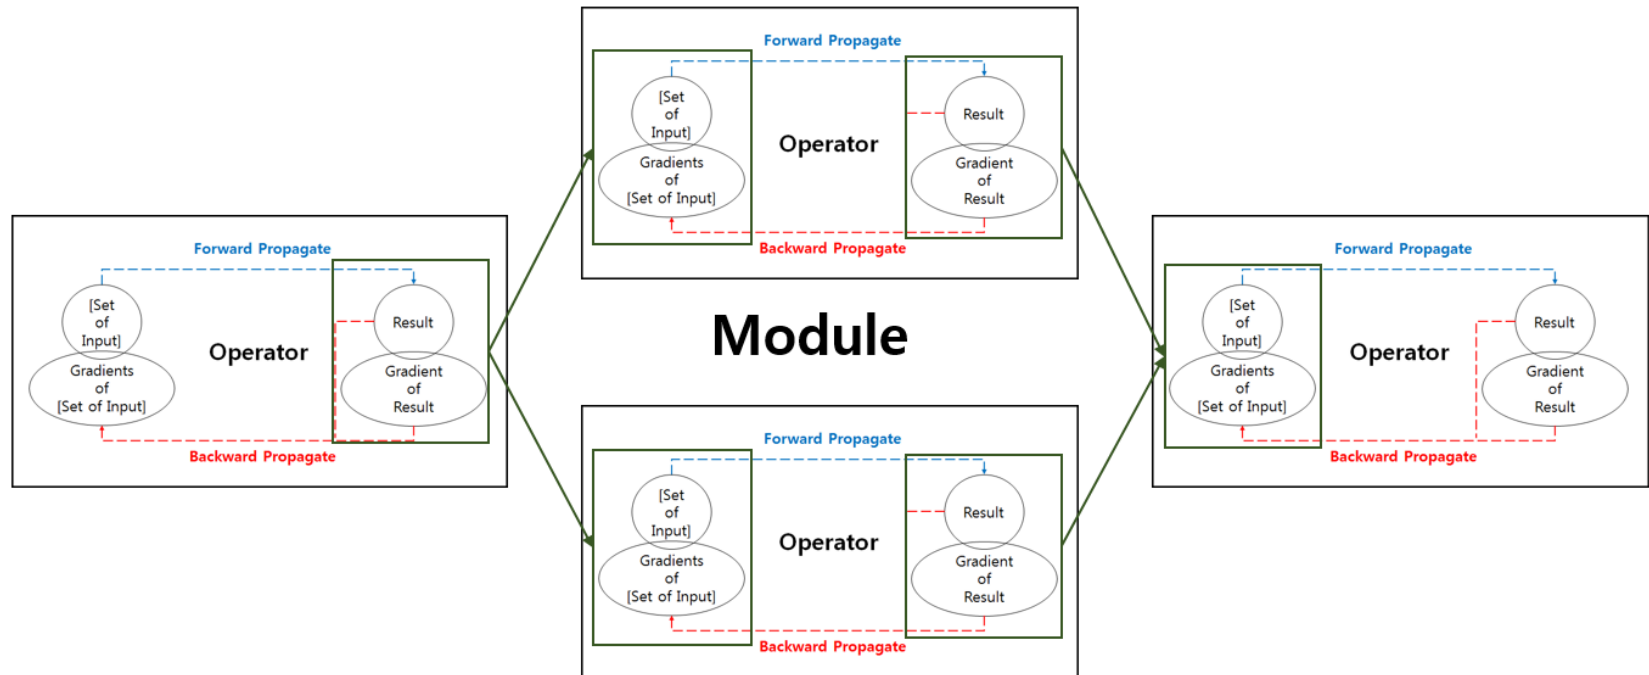 Forward Propagate
[Set
of
Input]
Result
Operator
Gradients
of
[Set of Input]
Gradient
of
Result
Backward Propagate
Forward Propagate
[Set
of
Input]
Result
Operator
Gradients
of
[Set of Input]
Gradient
of
Result
Backward Propagate
Module
Forward Propagate
[Set
of
Input]
Result
Operator
Gradients
of
[Set of Input]
Gradient
of
Result
Backward Propagate
Forward Propagate
[Set
of
Input]
Result
Operator
Gradients
of
[Set of Input]
Gradient
of
Result
Backward Propagate